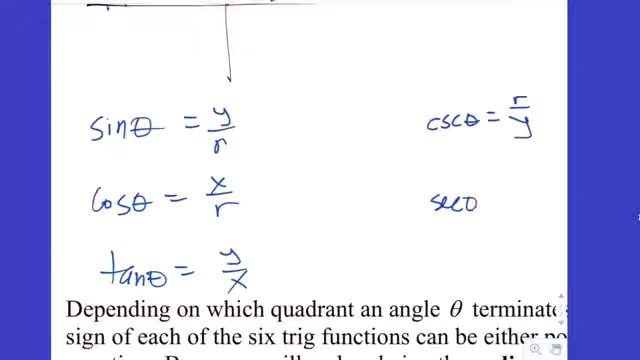 sinθ = y/r
cscθ = r/y
cosθ = x/r
secθ
tanθ = y/x
Depending on which quadrant an angle θ terminate
sign of each of the six trig functions can be either po